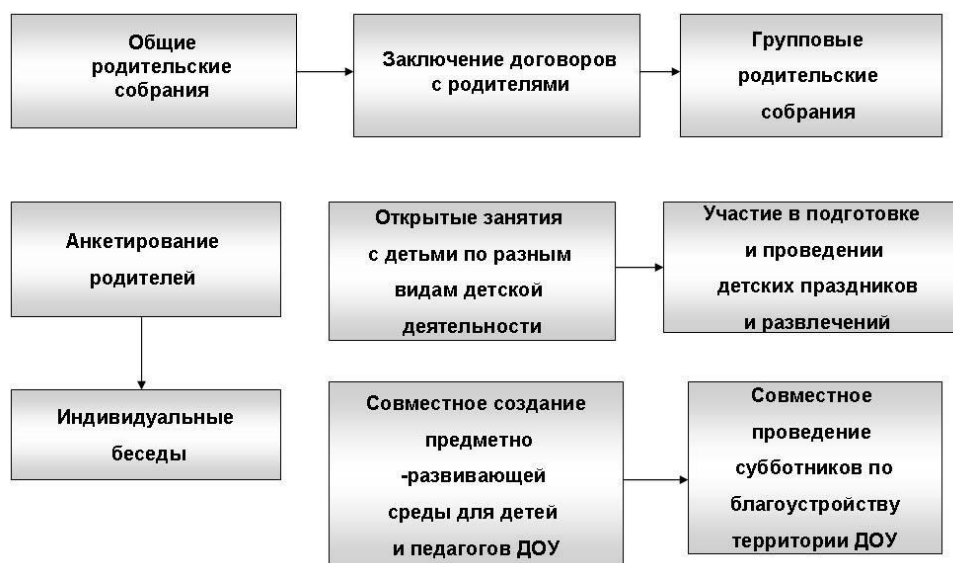 Общие
родительские
собрания
Заключение договоров
с родителями
Групповые
родительские
собрания
Анкетирование
родителей
Открытые занятия
с детьми по разным
видам детской
деятельности
Участие в подготовке
и проведении
детских праздников
и развлечений
Индивидуальные
беседы
Совместное создание
предметно
-развивающей
среды для детей
и педагогов ДОУ
Совместное
проведение
субботников по
благоустройству
территории ДОУ